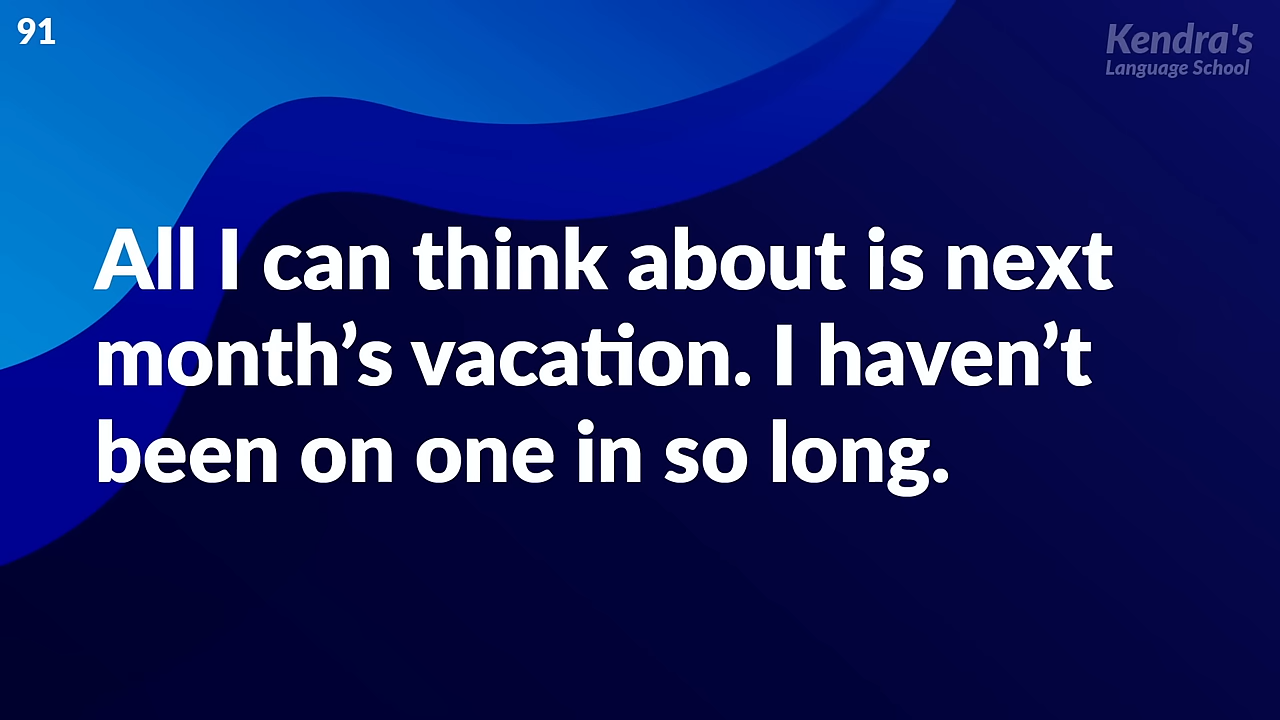 91
Kendra's
Language School
All I can think about is next
month’s vacation. I haven’t
been on one in so long.